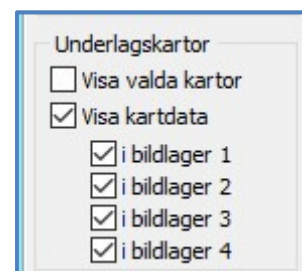 Underlagskartor
Visa valda kartor
Visa kartdata
i bildlager 1
i bildlager 2
i bildlager 3
i bildlager 4